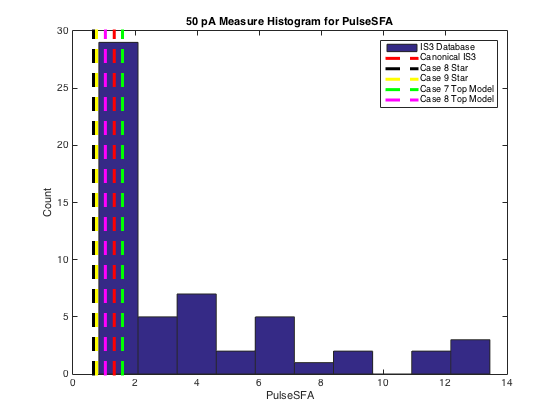 50 pA Measure Histogram for PulseSFA
30
25
20
15
10
5
0
Count
IS3 Database
Canonical IS3
Case 8 Star
Case 9 Star
Case 7 Top Model
Case 8 Top Model
0 2 4 6 8 10 12 14
PulseSFA